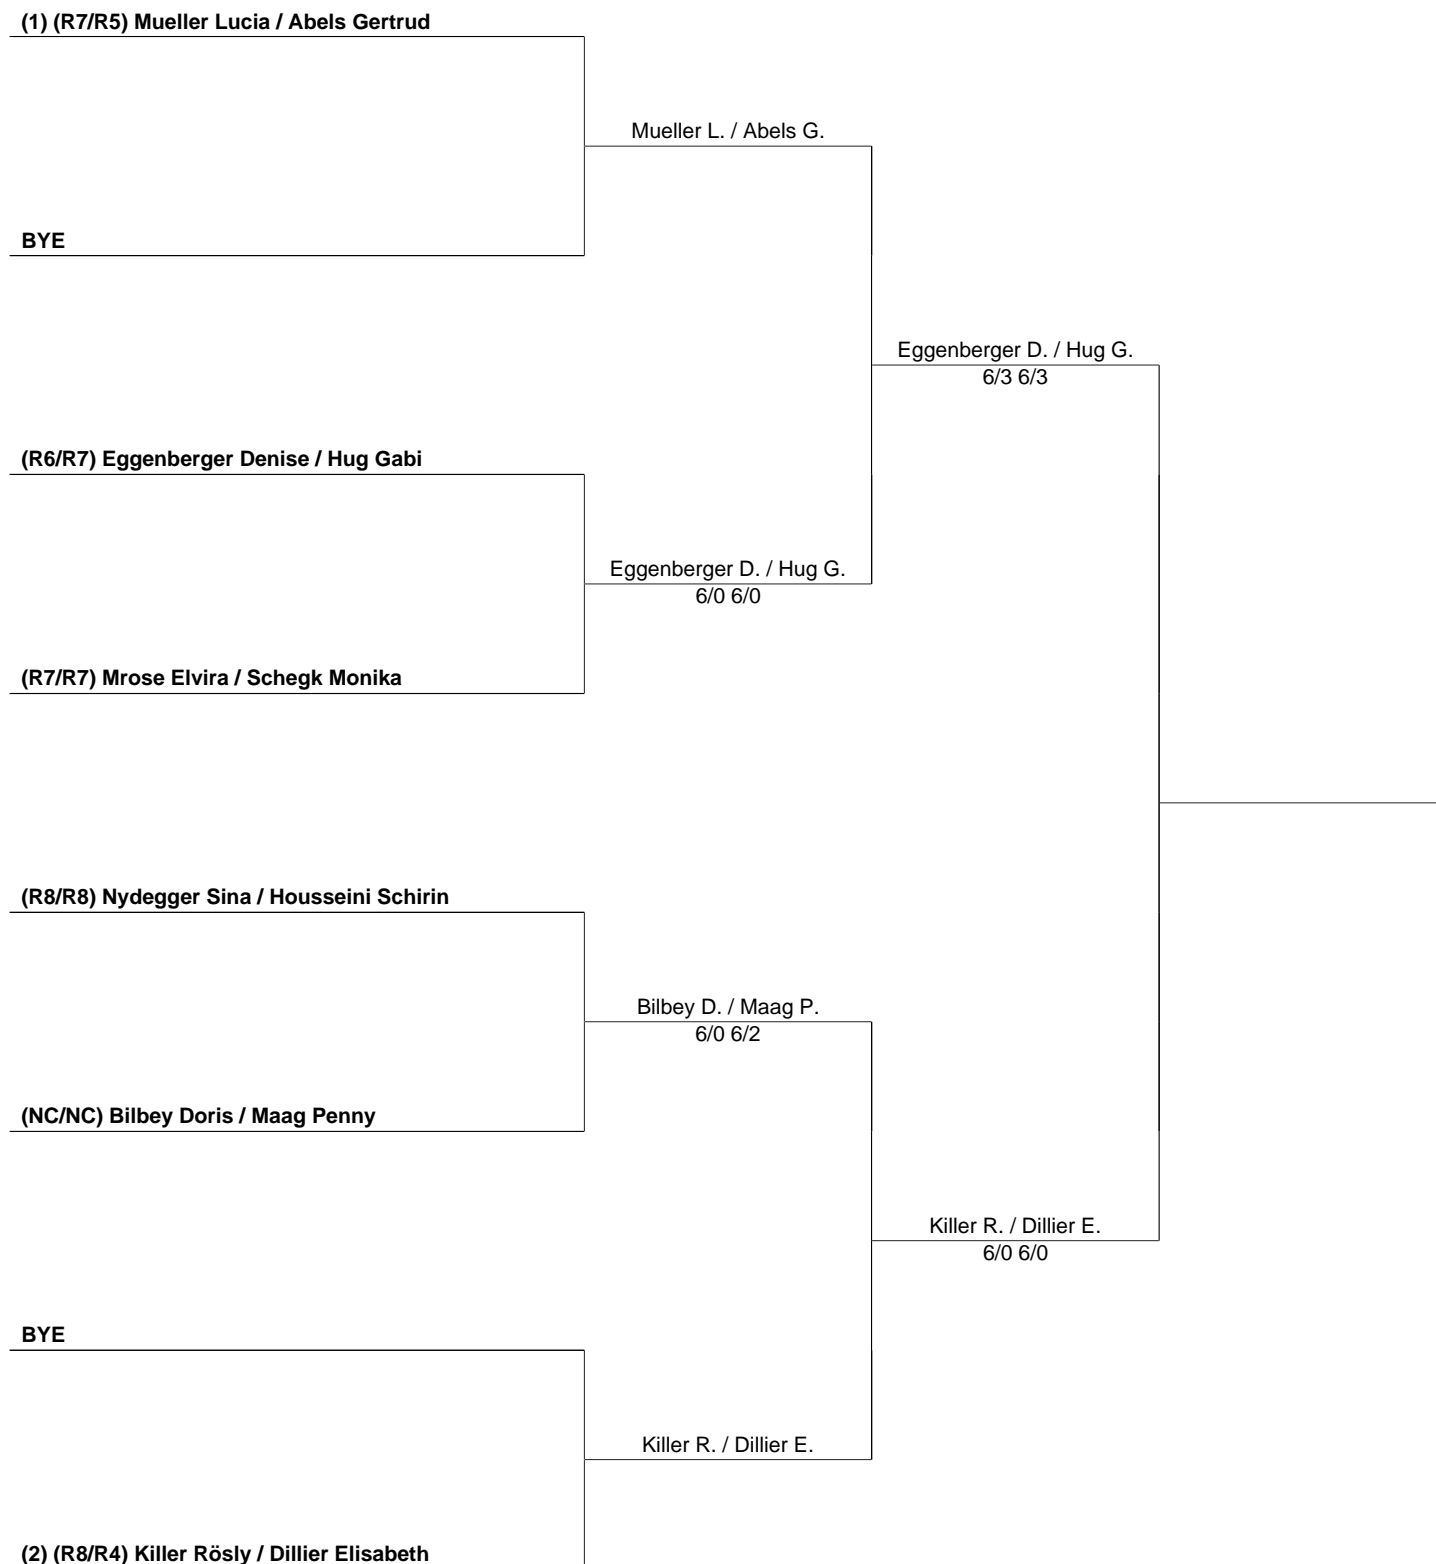 (1) (R7/R5) Mueller Lucia / Abels Gertrud
Mueller L. / Abels G.
BYE
Eggenberger D. / Hug G.
6/3 6/3
(R6/R7) Eggenberger Denise / Hug Gabi
Eggenberger D. / Hug G.
6/0 6/0
(R7/R7) Mrose Elvira / Schegk Monika
(R8/R8) Nydegger Sina / Housseini Schirin
Bilbey D. / Maag P.
6/0 6/2
(NC/NC) Bilbey Doris / Maag Penny
Killer R. / Dillier E.
6/0 6/0
BYE
Killer R. / Dillier E.
(2) (R8/R4) Killer Rösly / Dillier Elisabeth